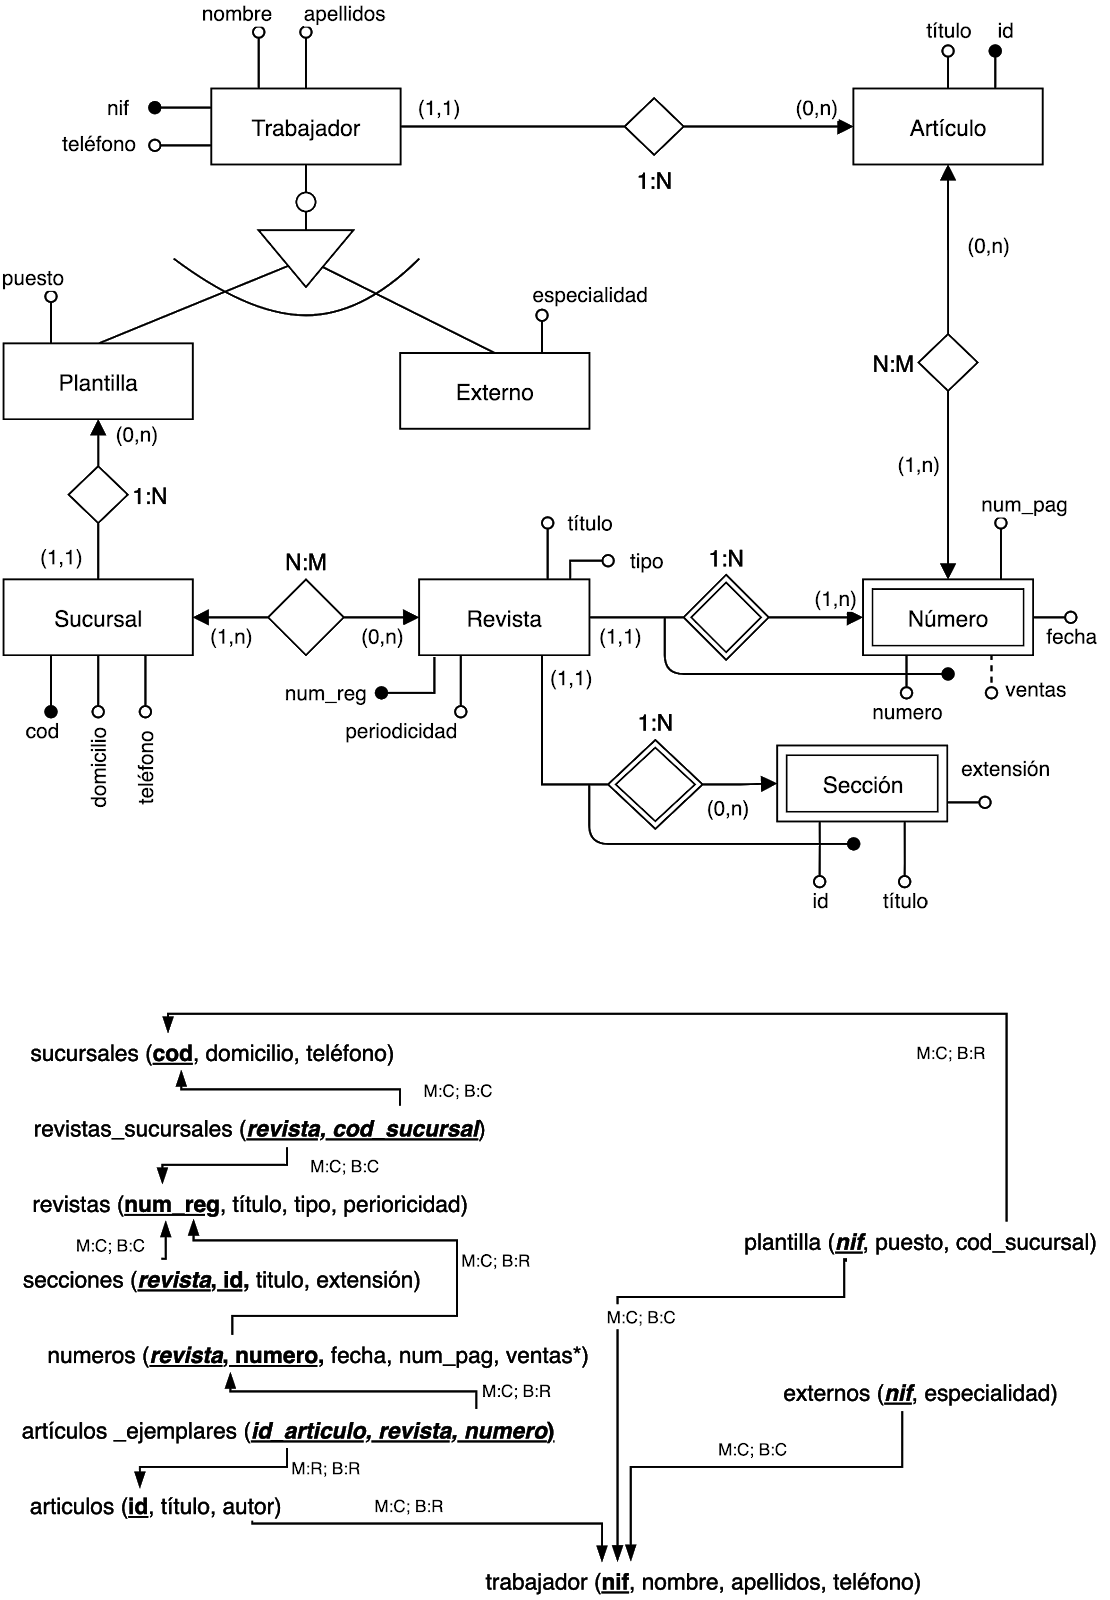 nombre apellidos
título id
nif
teléfono
Trabajador
(1,1)
(0,n)
Artículo
1:N
(0,n)
puesto
especialidad
Plantilla
Externo
N:M
(0,n)
1:N
(1,n)
num_pag
título
tipo
(1,1)
N:M
1:N
Sucursal
(1,n)
(0,n)
Revista
(1,1)
(1,n)
Número
fecha
(1,1)
num_reg
periodicidad
numero
ventas
cod
domicilio
teléfono
1:N
(0,n)
Sección
extensión
id
título
sucursales (cod, domicilio, teléfono)
M:C; B:R
M:C; B:C
revistas_sucursales (revista, cod_sucursal)
M:C; B:C
revistas (num_reg, título, tipo, perioricidad)
M:C; B:C
M:C; B:R
plantilla (nif, puesto, cod_sucursal)
secciones (revista, id, titulo, extensión)
M:C; B:C
numeros (revista, numero, fecha, num_pag, ventas*)
M:C; B:R
externos (nif, especialidad)
artículos _ejemplares (id_articulo, revista, numero)
M:C; B:C
M:R; B:R
articulos (id, título, autor)
M:C; B:R
trabajador (nif, nombre, apellidos, teléfono)